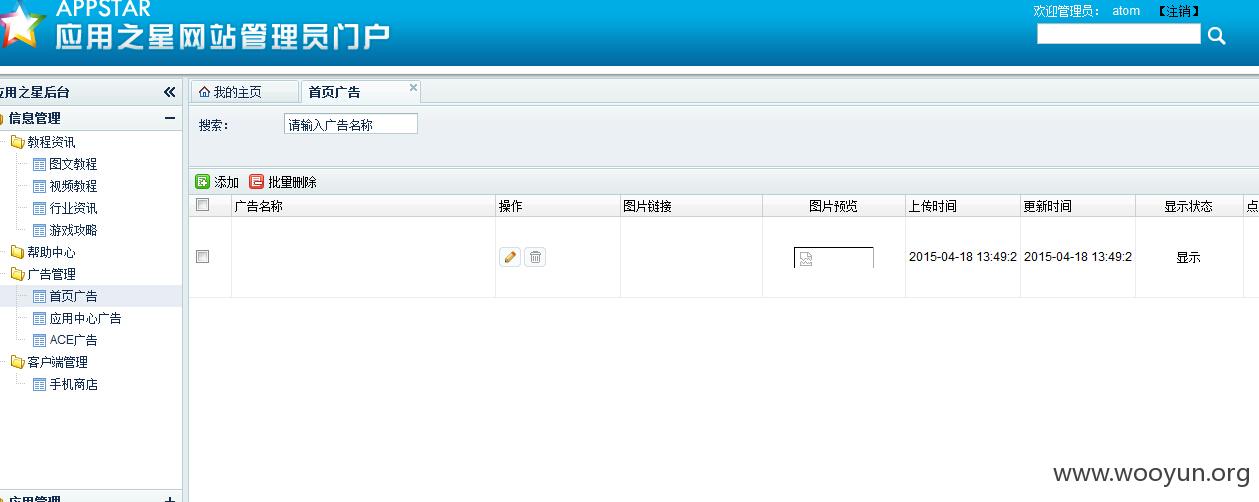 APPSTAR
应用之星网站管理员门户
欢迎管理员： atom 【注销】
应用之星后台
信息管理
教程资讯
图文教程
视频教程
行业资讯
游戏攻略
帮助中心
广告管理
首页广告
应用中心广告
ACE广告
客户端管理
手机商店
应用管理
我的主页 首页广告
搜索： 请输入广告名称
添加 批量删除
广告名称 操作 图片链接 图片预览 上传时间 更新时间 显示状态 点
2015-04-18 13:49:2 2015-04-18 13:49:2 显示
www.wooyun.org